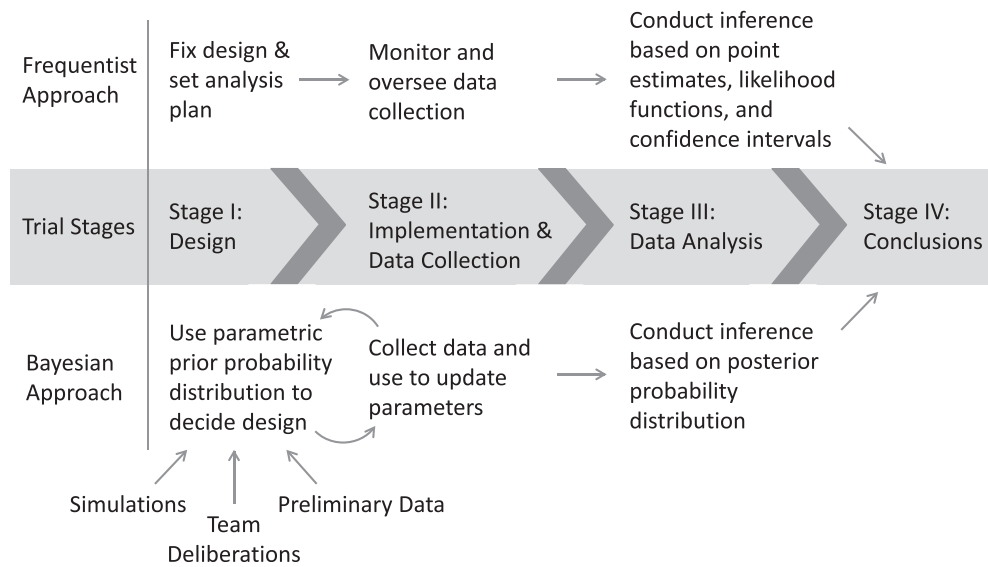 Frequentist
Approach
Fix design &
set analysis
plan
Monitor and
oversee data
collection
Conduct inference
based on point
estimates, likelihood
functions, and
confidence intervals
Trial Stages
Stage I:
Design
Stage II:
Implementation &
Data Collection
Stage III:
Data Analysis
Stage IV:
Conclusions
Bayesian
Approach
Use parametric
prior probability
distribution to
decide design
Collect data and
use to update
parameters
Conduct inference
based on posterior
probability
distribution
Simulations
Team
Deliberations
Preliminary Data